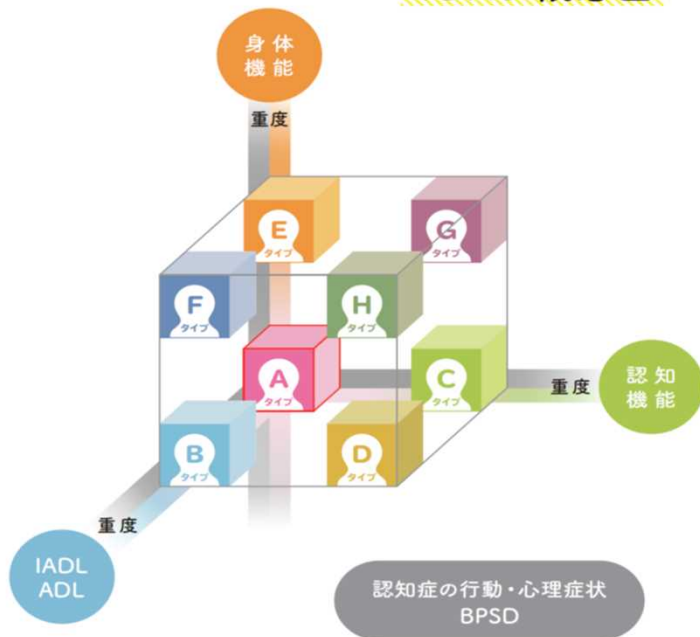 身体
機能
重度
E
タイプ
G
タイプ
F
タイプ
H
タイプ
A
タイプ
C
タイプ
重度
認知
機能
B
タイプ
D
タイプ
重度
IADL
ADL
認知症の行動・心理症状
BPSD